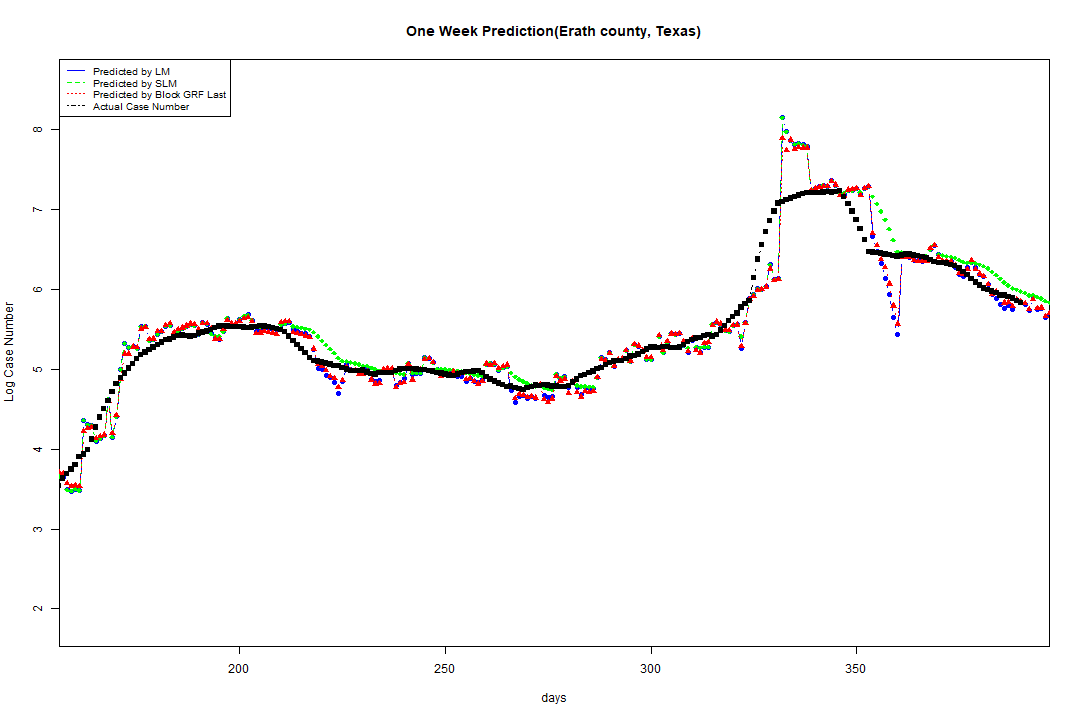 One Week Prediction(Erath county, Texas)
Predicted by LM
Predicted by SLM
Predicted by Block GRF Last
Actual Case Number
8
7
6
5
4
3
2
Log Case Number
200 250 300 350
days